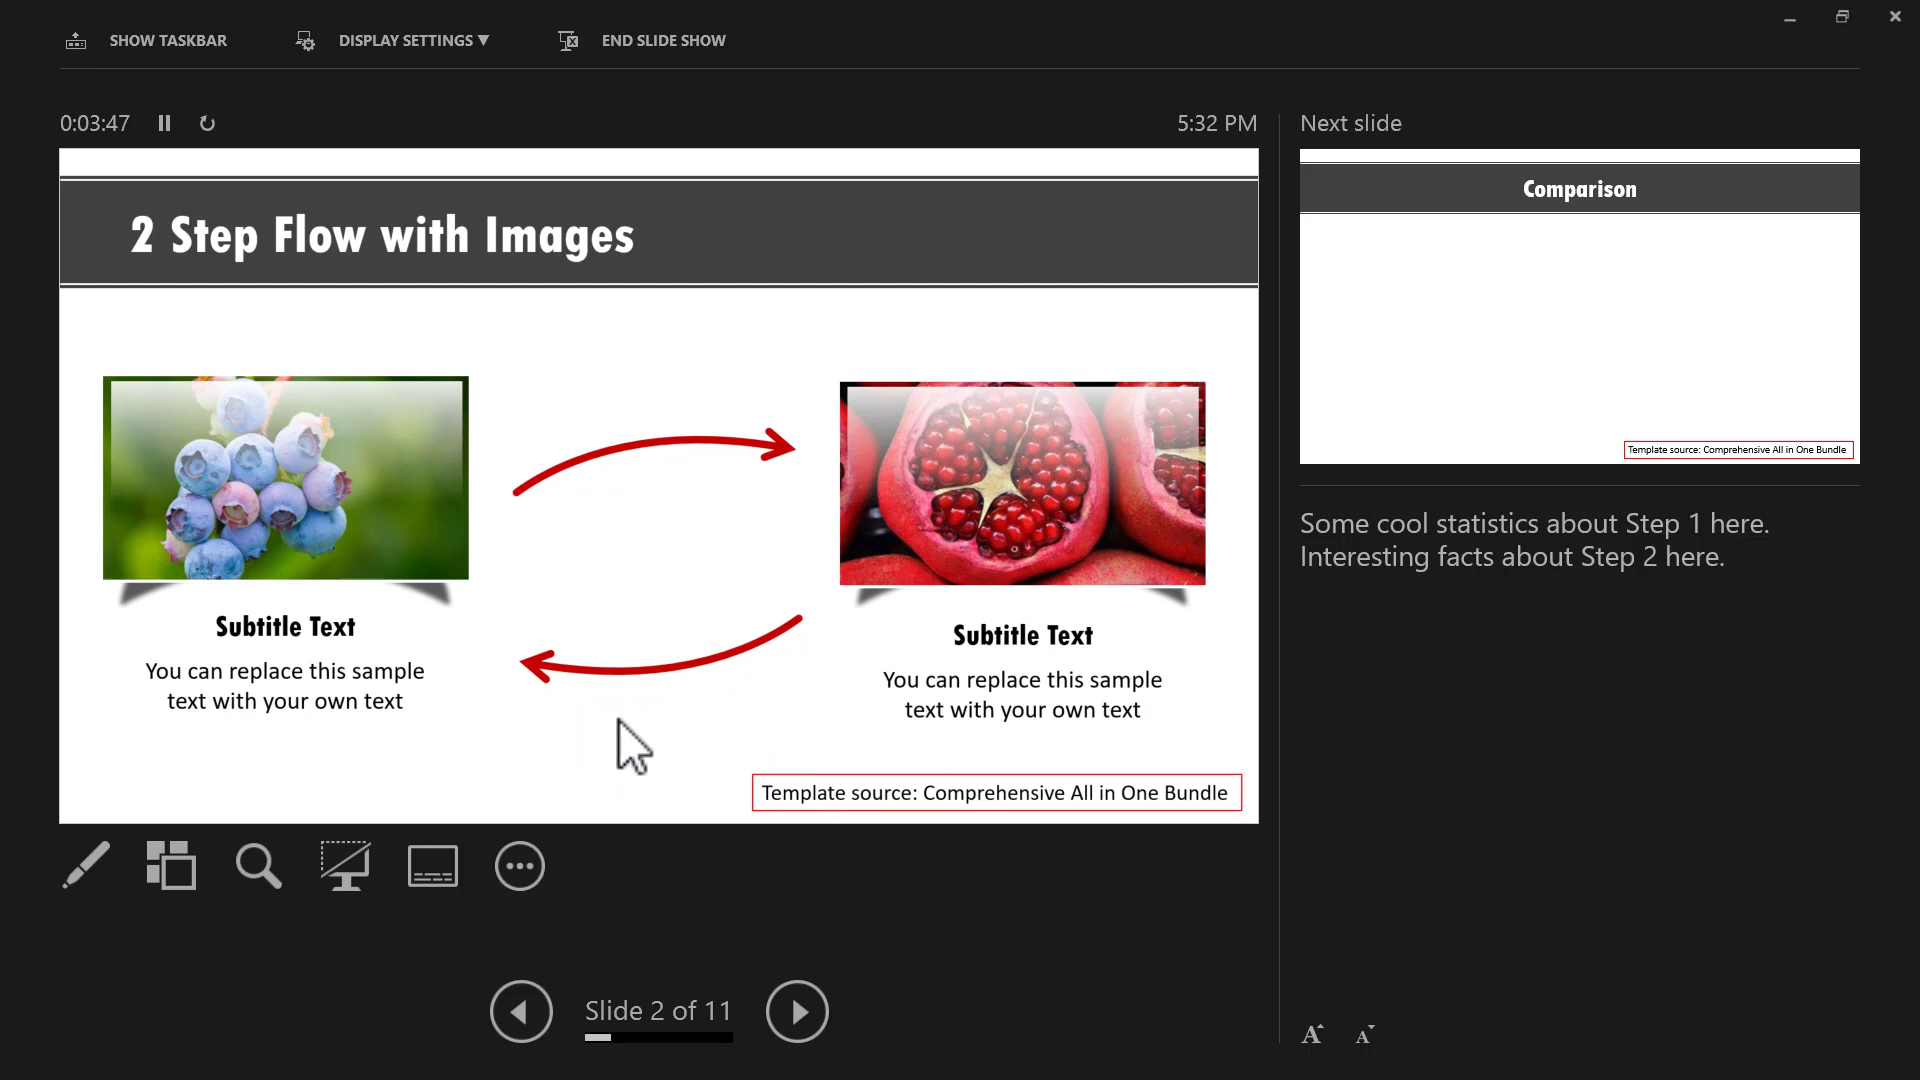 SHOW TASKBAR
DISPLAY SETTINGS ▼
END SLIDE SHOW
0:03:47
5:32 PM
2 Step Flow with Images
Subtitle Text
You can replace this sample
text with your own text
Subtitle Text
You can replace this sample
text with your own text
Template source: Comprehensive All in One Bundle
Slide 2 of 11
Next slide
Comparison
Template source: Comprehensive All in One Bundle
Some cool statistics about Step 1 here.
Interesting facts about Step 2 here.
A A